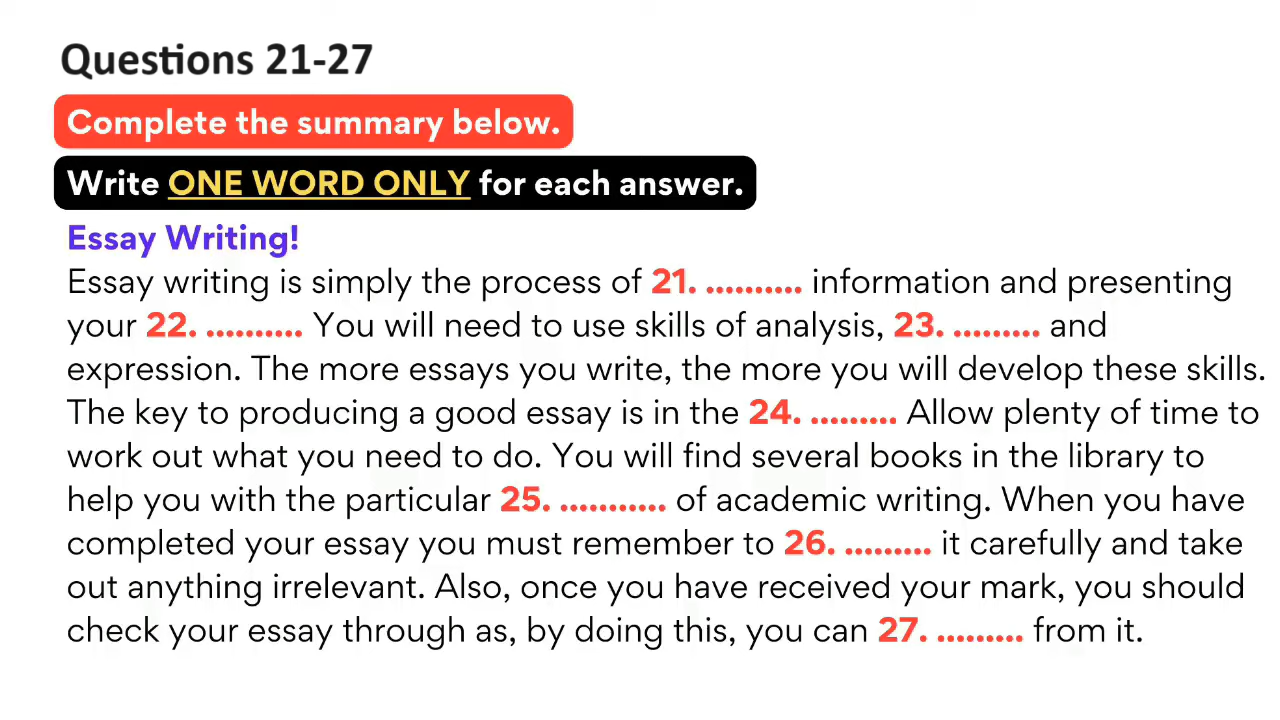 Questions 21-27
Complete the summary below.
Write ONE WORD ONLY for each answer.
Essay Writing!
Essay writing is simply the process of 21. .......... information and presenting
your 22. .......... You will need to use skills of analysis, 23. ......... and
expression. The more essays you write, the more you will develop these skills.
The key to producing a good essay is in the 24. ......... Allow plenty of time to
work out what you need to do. You will find several books in the library to
help you with the particular 25. ........... of academic writing. When you have
completed your essay you must remember to 26. ......... it carefully and take
out anything irrelevant. Also, once you have received your mark, you should
check your essay through as, by doing this, you can 27. ......... from it.